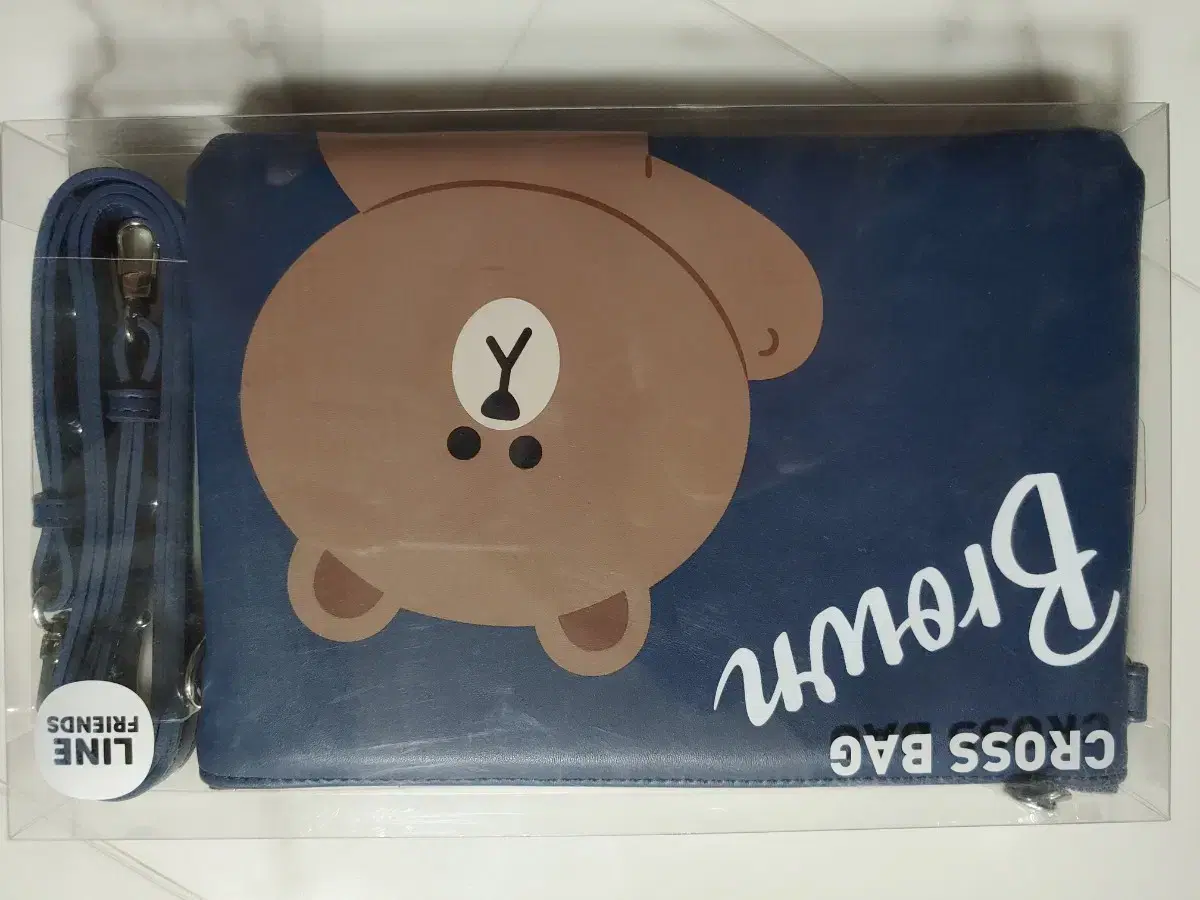 CROSS BAG
Brown
LINE
FRIENDS